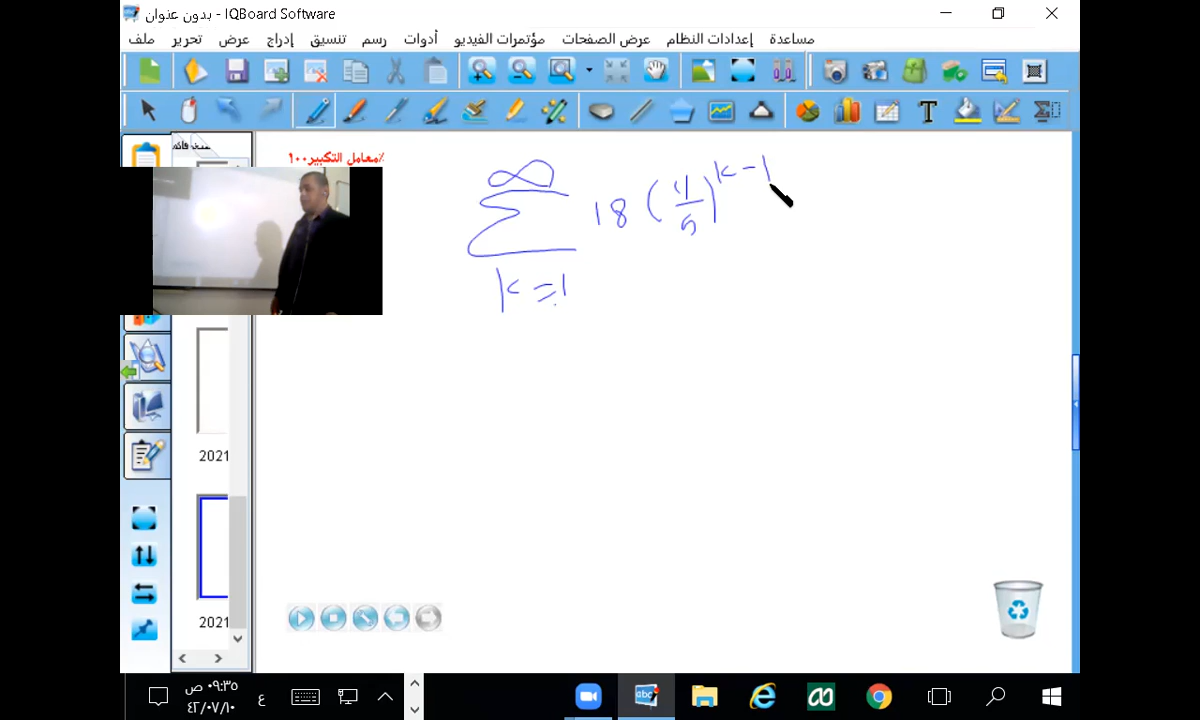 بدون عنوان - IQBoard Software
ملف تحرير عرض إدراج تنسيق رسم أدوات مؤتمرات الفيديو عرض الصفحات إعدادات النظام مساعدة
معامل التكبير١٠٠٪
∞
Σ 18 (4/5)^k-1
k=1
2021
2021
٠٩:٣٥ ص
ع
٤٢/٠٧/١٠